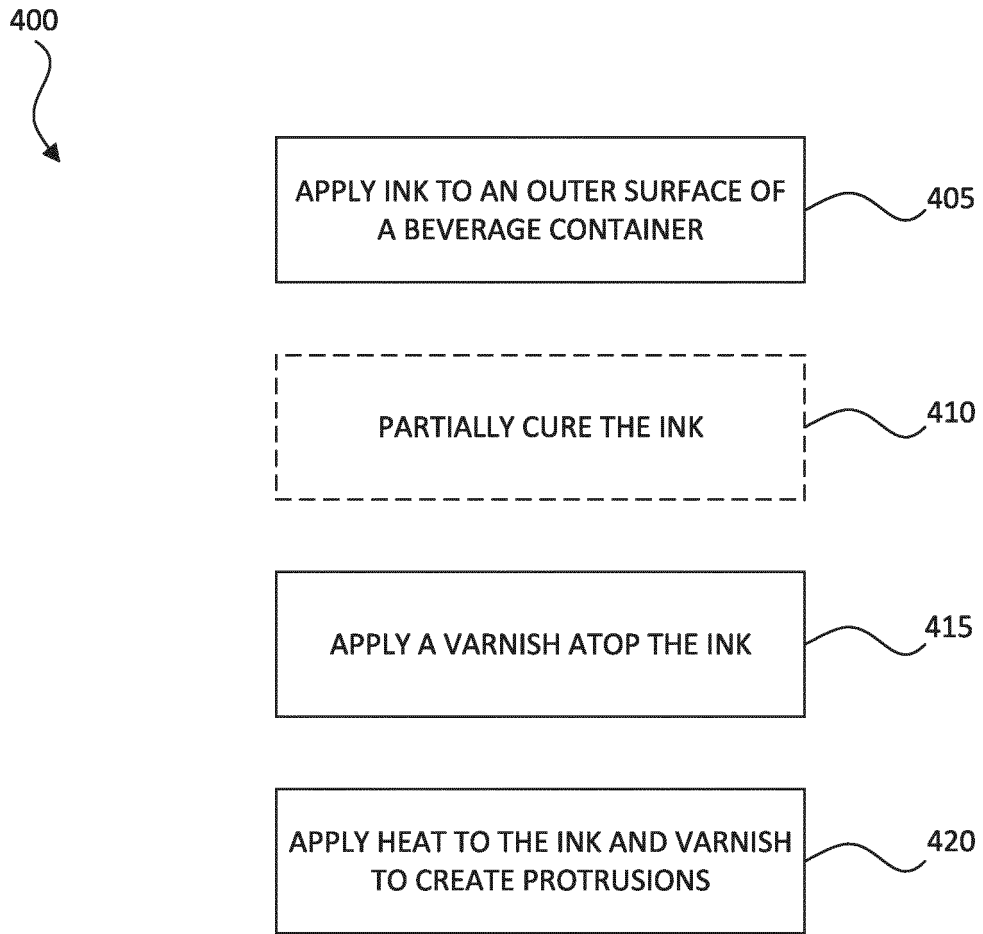 400
APPLY INK TO AN OUTER SURFACE OF
A BEVERAGE CONTAINER
405
PARTIALLY CURE THE INK
410
APPLY A VARNISH ATOP THE INK
415
APPLY HEAT TO THE INK AND VARNISH
TO CREATE PROTRUSIONS
420